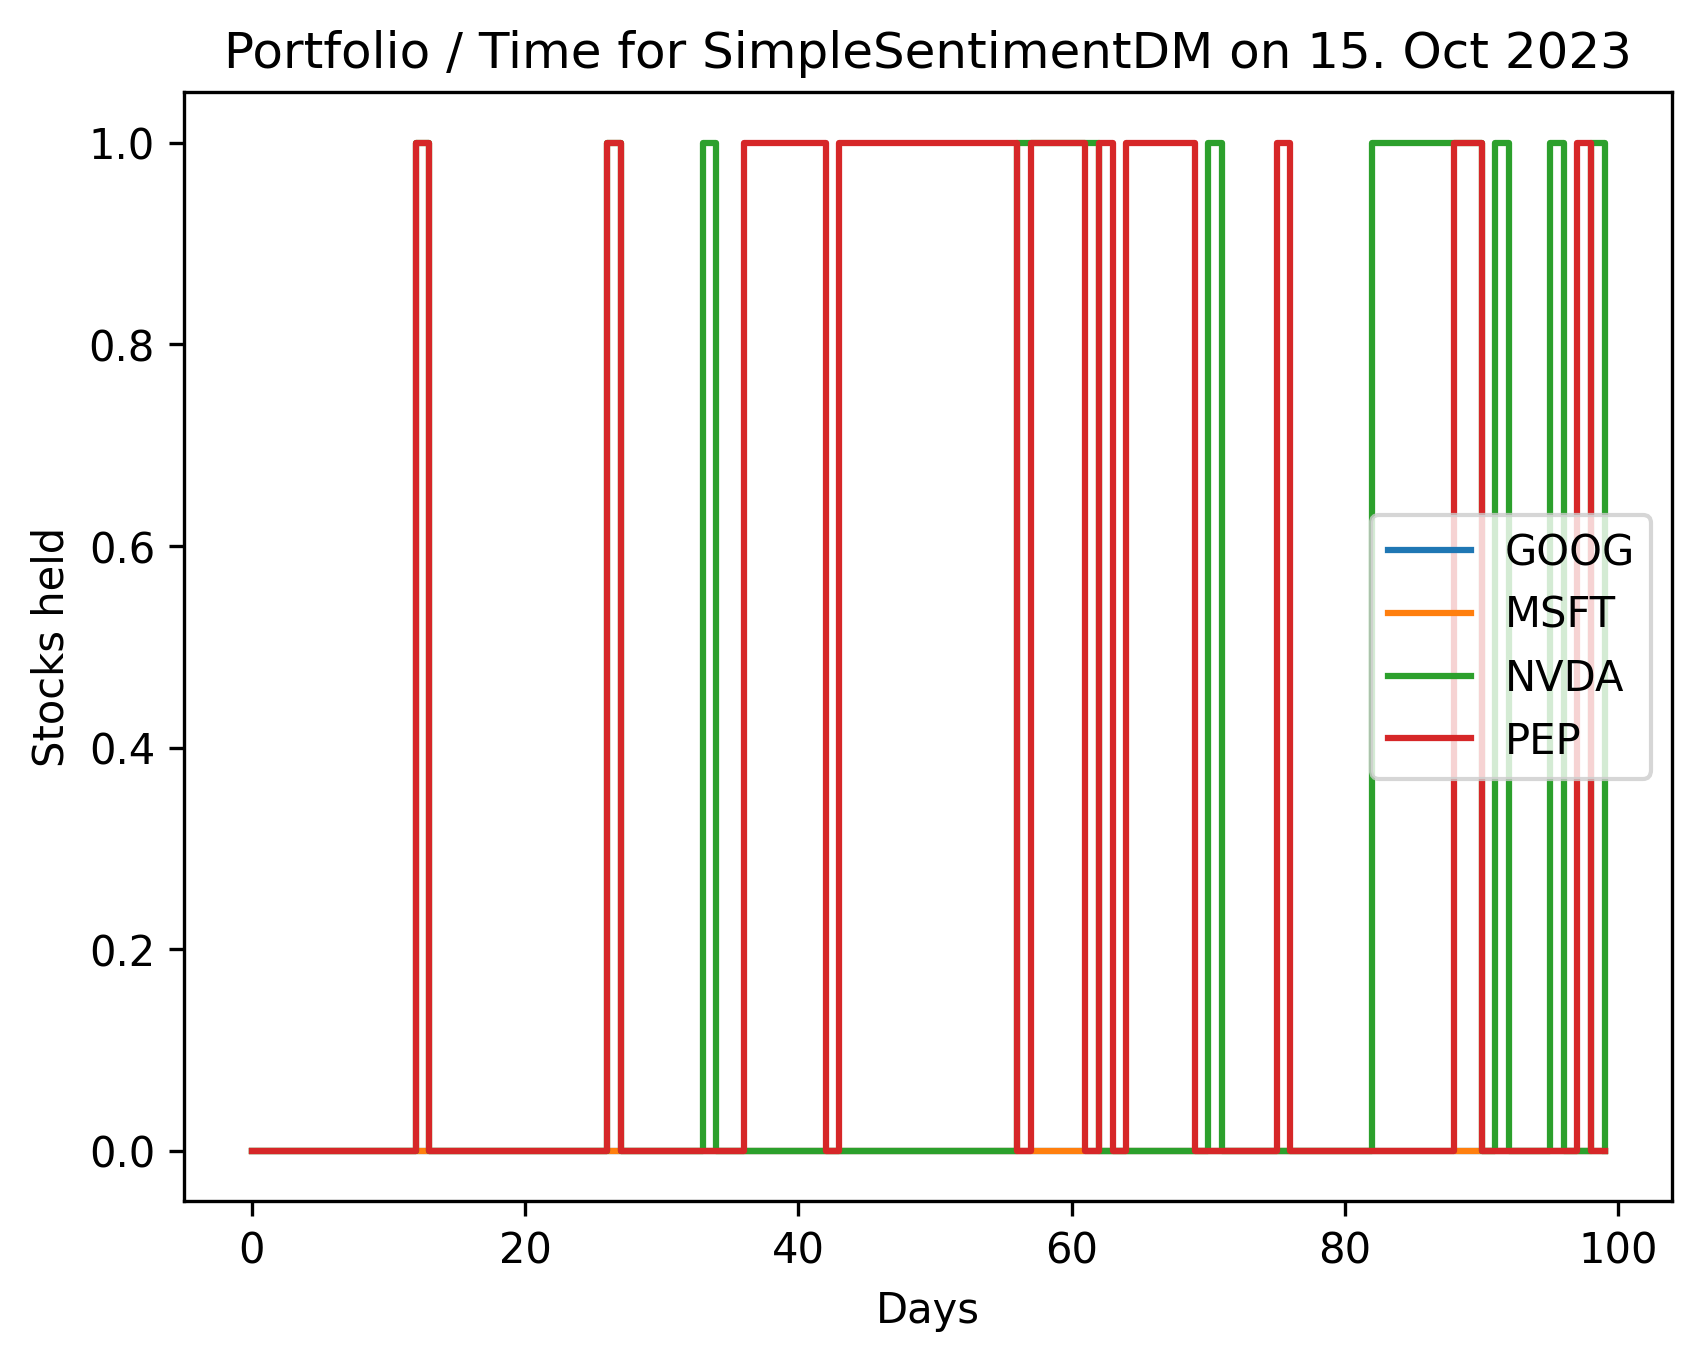 Portfolio / Time for SimpleSentimentDM on 15. Oct 2023
1.0
0.8
0.6
0.4
0.2
0.0
Stocks held
GOOG
MSFT
NVDA
PEP
0 20 40 60 80 100
Days